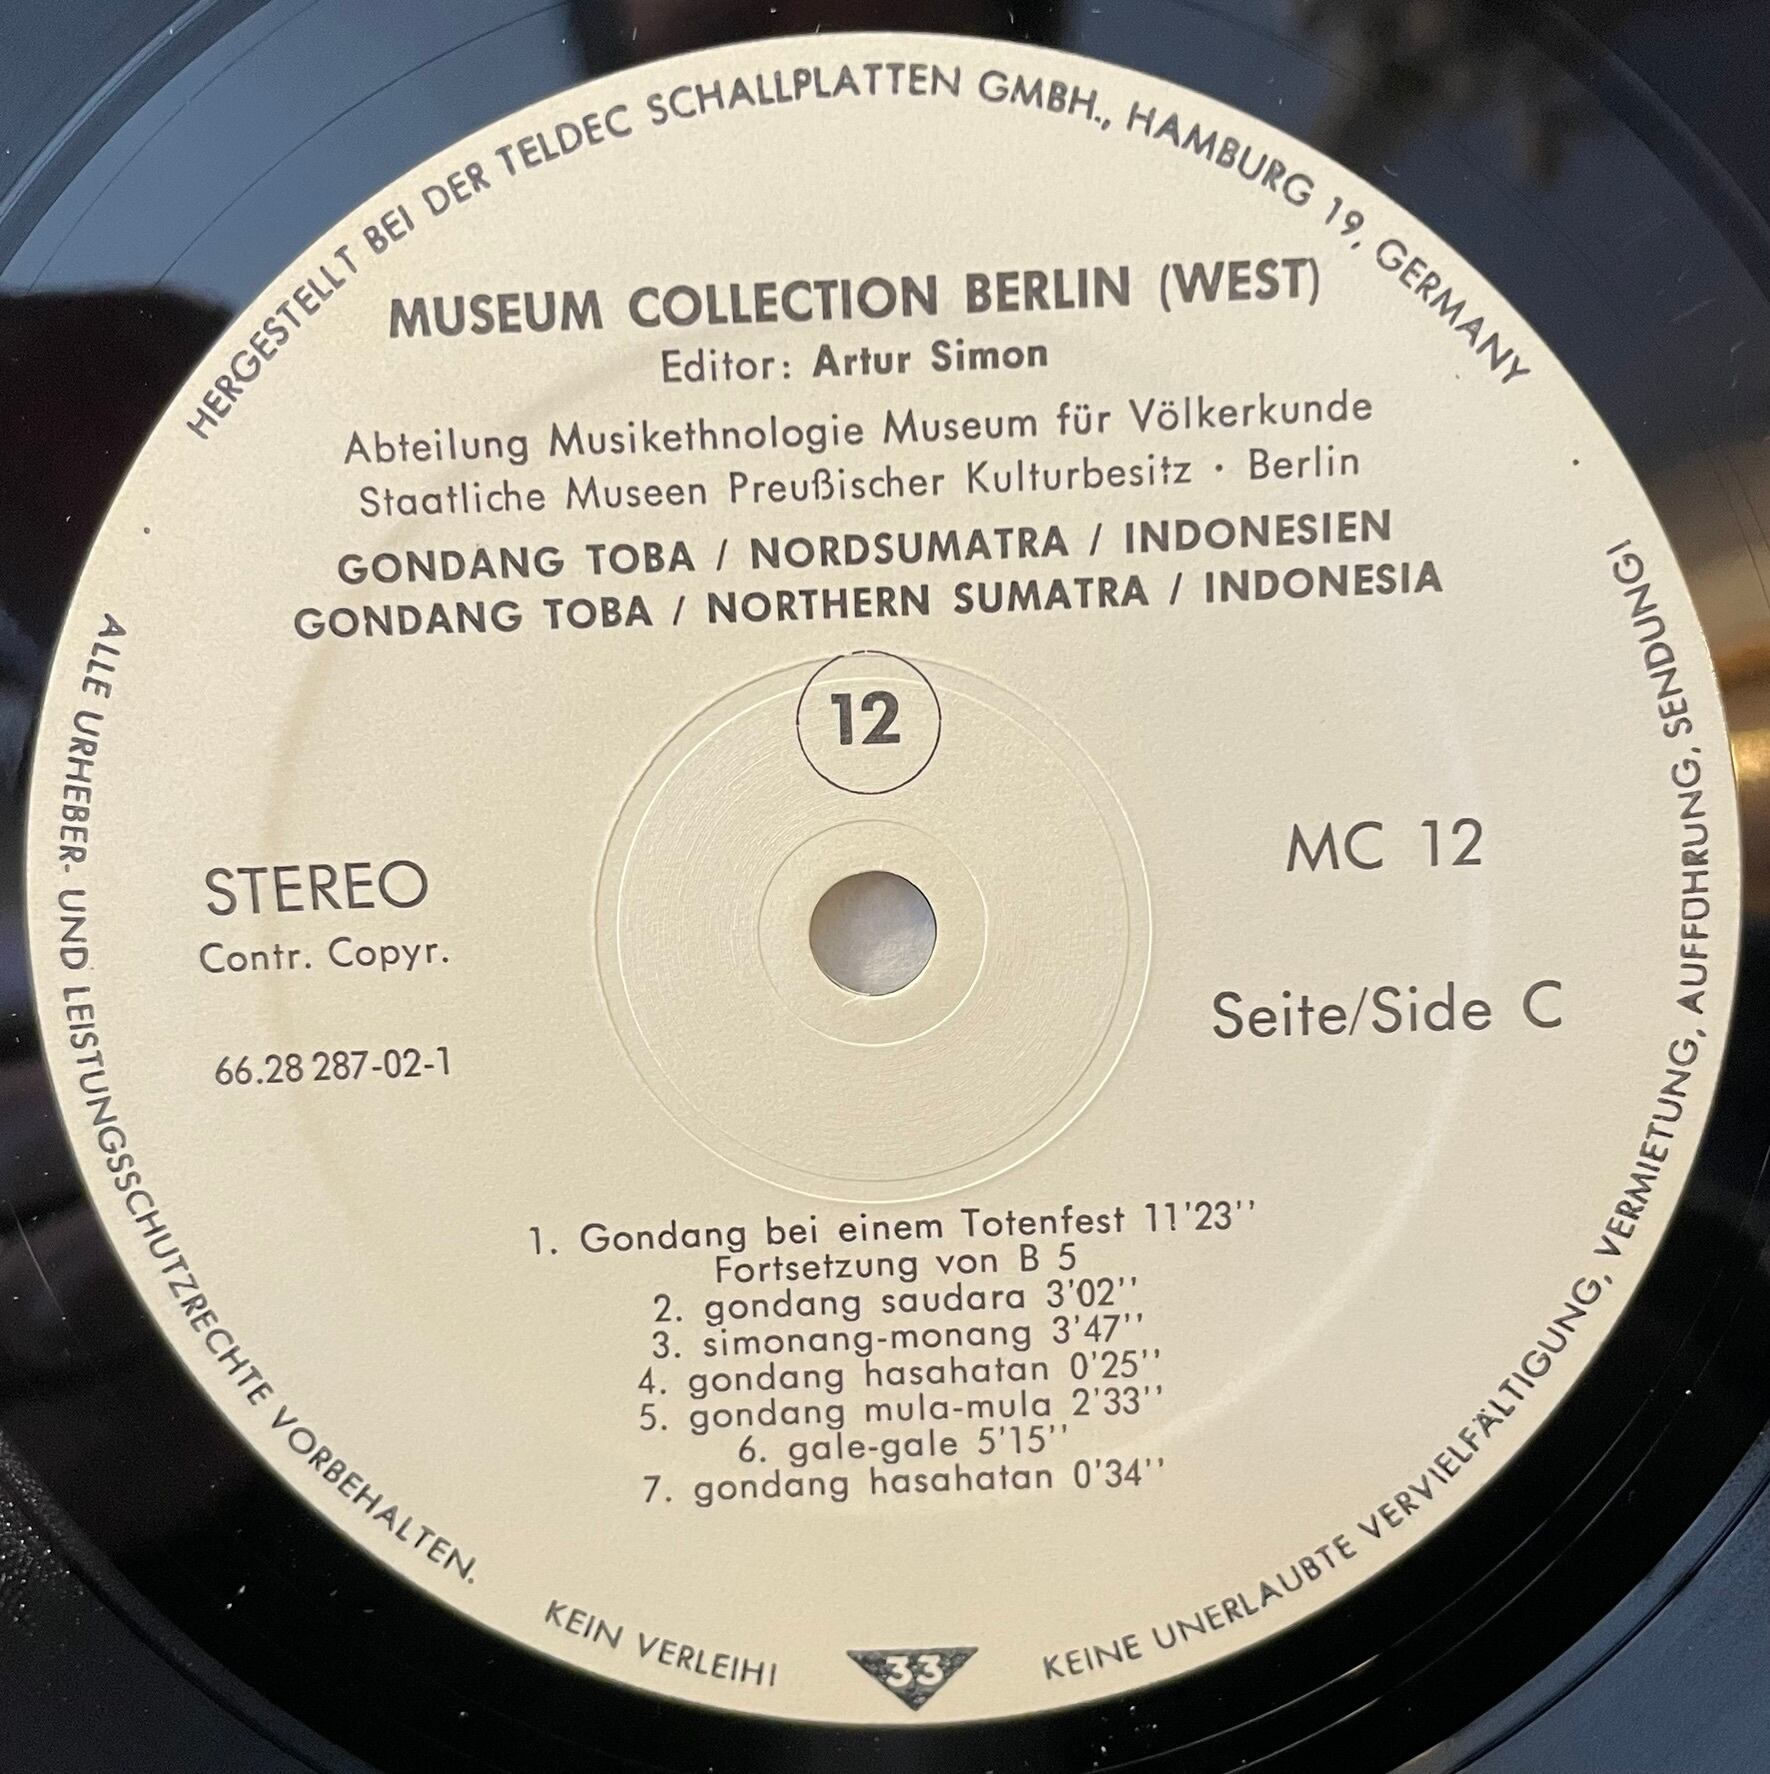 HERGESTELLT BEI DER TELDEC SCHALLPLATTEN GMBH., HAMBURG 19, GERMANY
MUSEUM COLLECTION BERLIN (WEST)
Editor: Artur Simon
Abteilung Musikethnologie Museum für Völkerkunde
Staatliche Museen Preußischer Kulturbesitz · Berlin
GONDANG TOBA / NORDSUMATRA / INDONESIEN
GONDANG TOBA / NORTHERN SUMATRA / INDONESIA
12
STEREO
Contr. Copyr.
66.28 287-02-1
MC 12
Seite/Side C
1. Gondang bei einem Totenfest 11'23''
Fortsetzung von B 5
2. gondang saudara 3'02''
3. simonang-monang 3'47''
4. gondang hasahatan 0'25''
5. gondang mula-mula 2'33''
6. gale-gale 5'15''
7. gondang hasahatan 0'34''
ALLE URHEBER- UND LEISTUNGSSCHUTZRECHTE VORBEHALTEN.
KEIN VERLEIH!
33
KEINE UNERLAUBTE VERVIELFÄLTIGUNG, VERMIETUNG, AUFFÜHRUNG, SENDUNG!